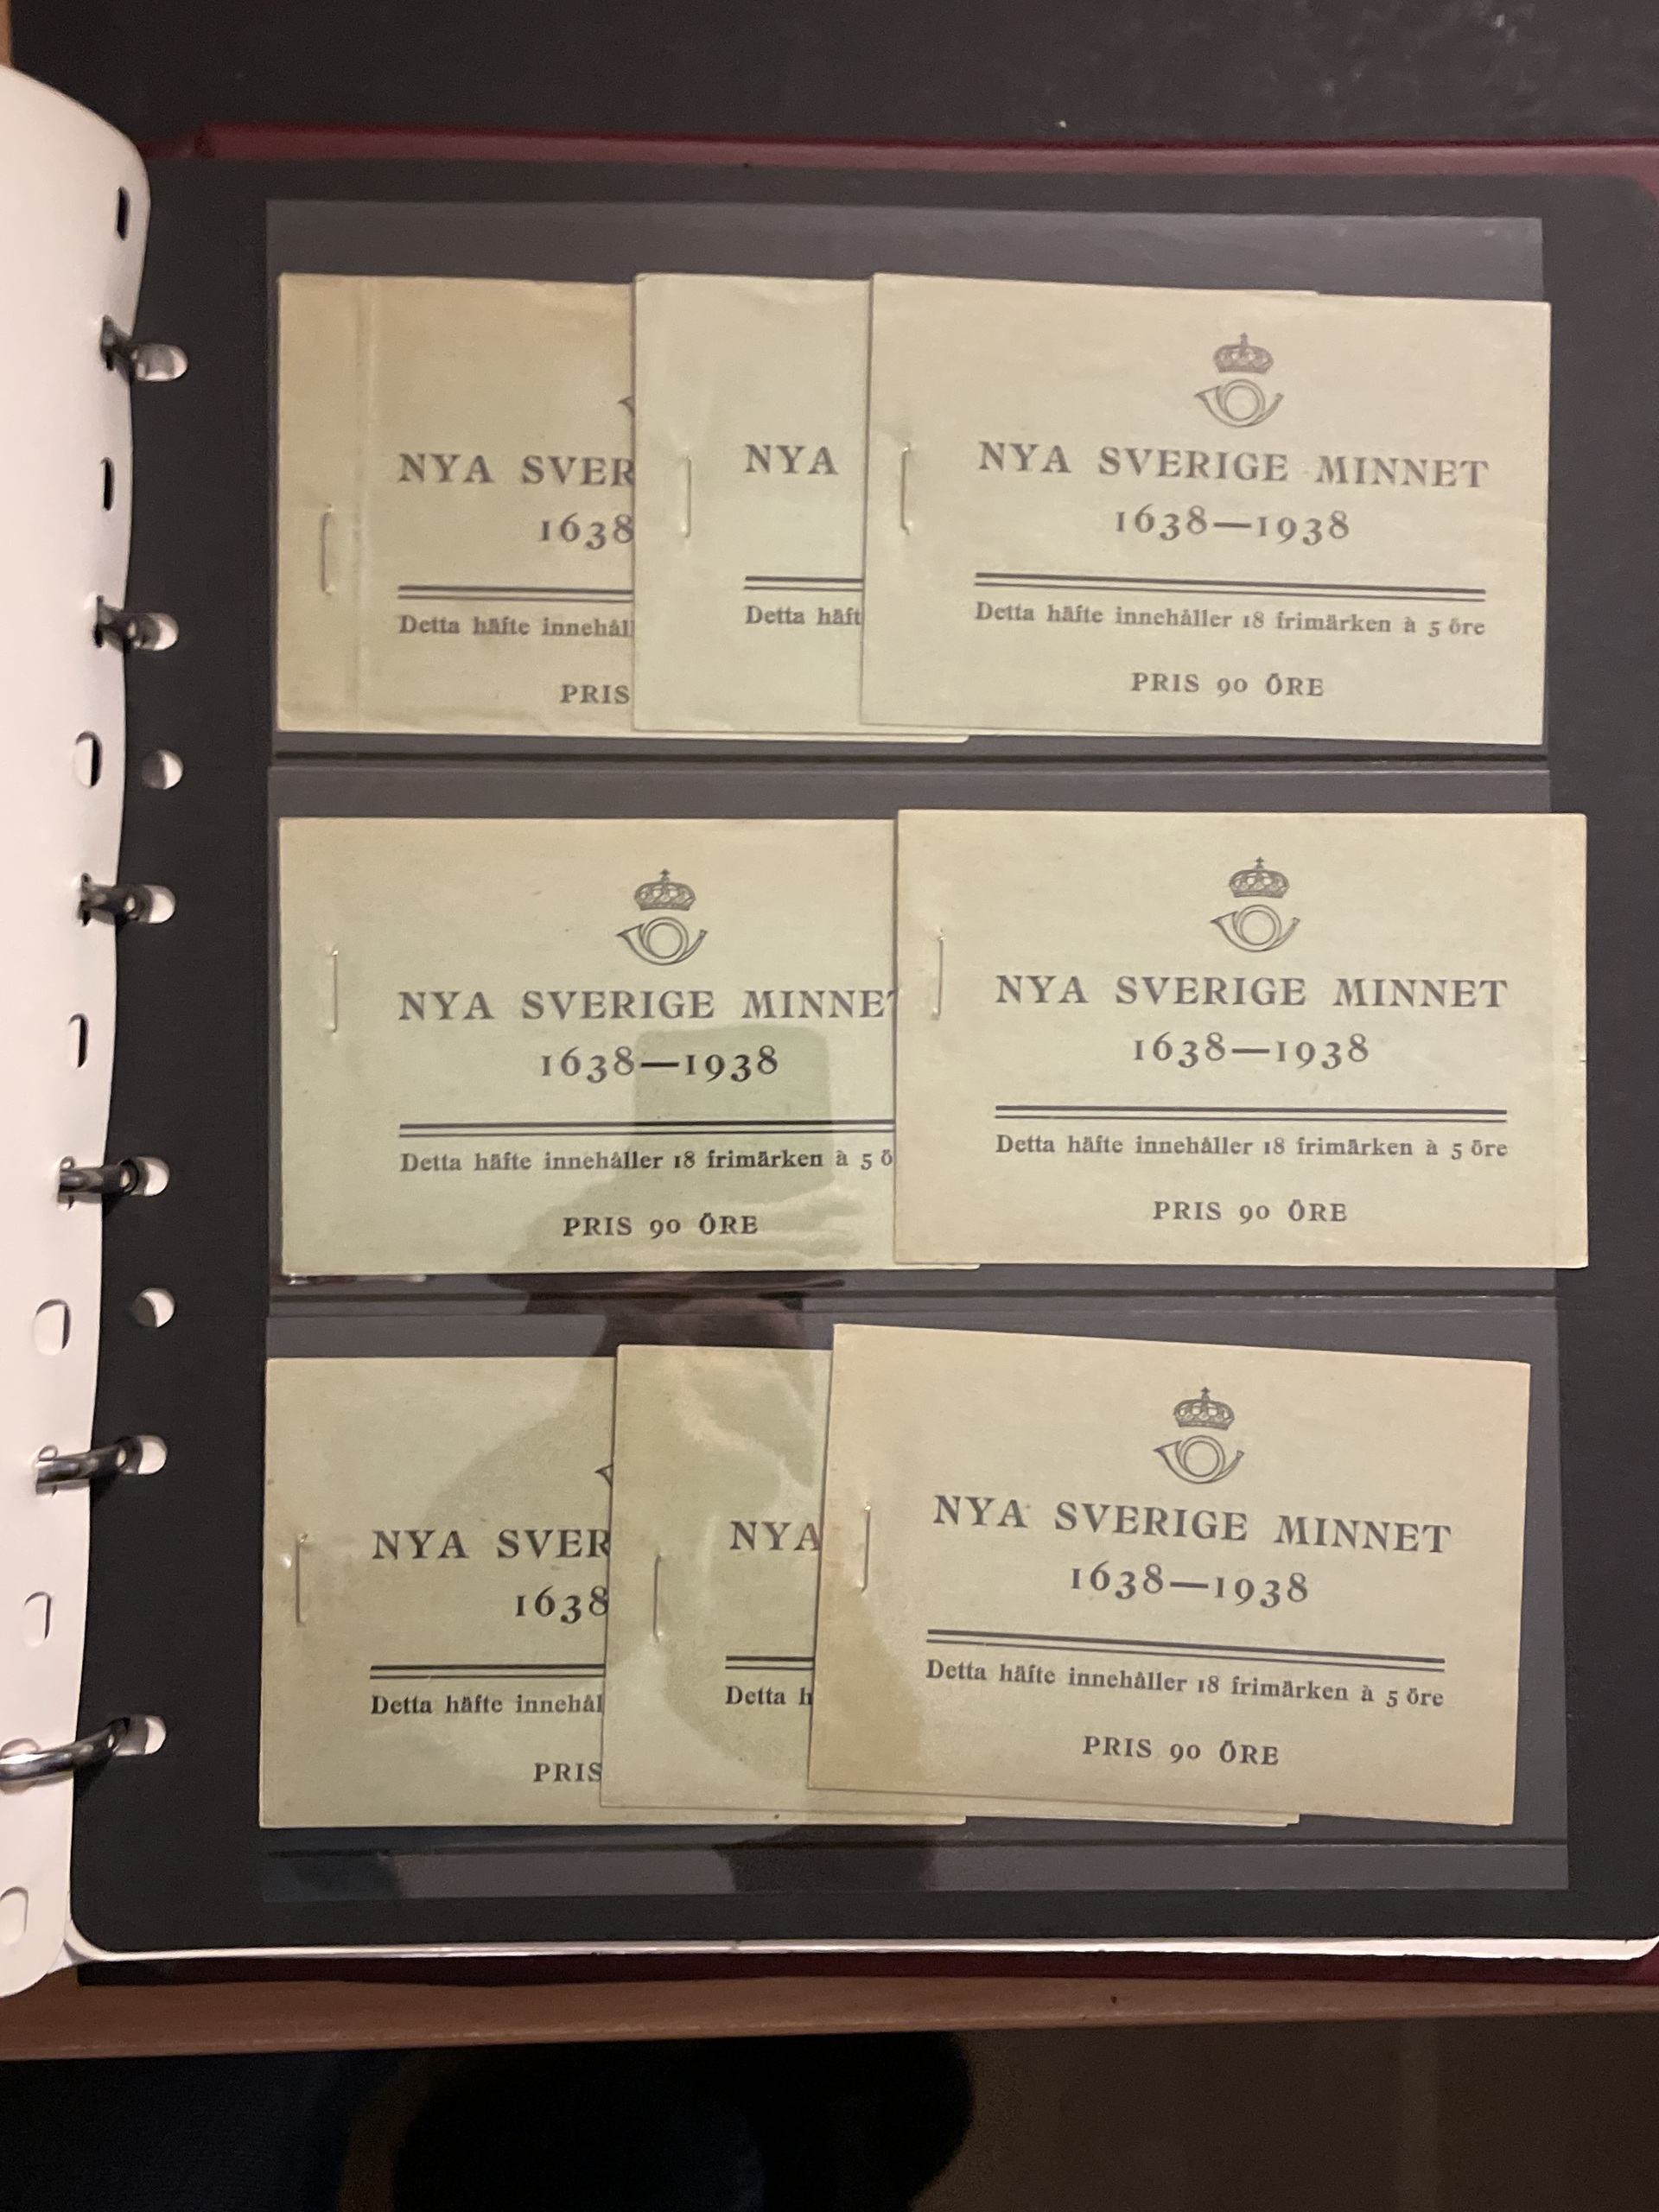 NYA SVER
1638
Detta häfte innehål
PRIS
NYA
Detta häft
NYA SVERIGE MINNET
1638—1938
Detta häfte innehåller 18 frimärken à 5 öre
PRIS 90 ÖRE
NYA SVERIGE MINNET
1638—1938
Detta häfte innehåller 18 frimärken à 5 ö
PRIS 90 ÖRE
NYA SVERIGE MINNET
1638—1938
Detta häfte innehåller 18 frimärken à 5 öre
PRIS 90 ÖRE
NYA SVER
1638
Detta häfte innehål
PRIS
NYA
Detta h
NYA SVERIGE MINNET
1638—1938
Detta häfte innehåller 18 frimärken à 5 öre
PRIS 90 ÖRE